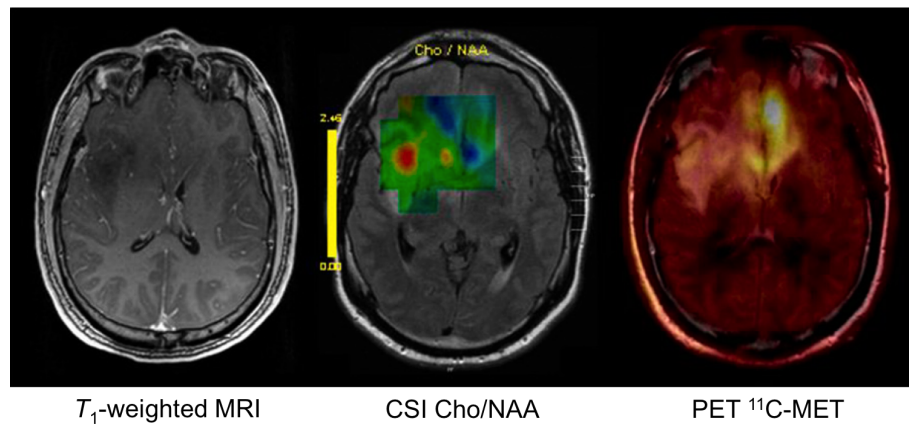 Cho / NAA
2.46
0.00
T₁-weighted MRI
CSI Cho/NAA
PET ¹¹C-MET